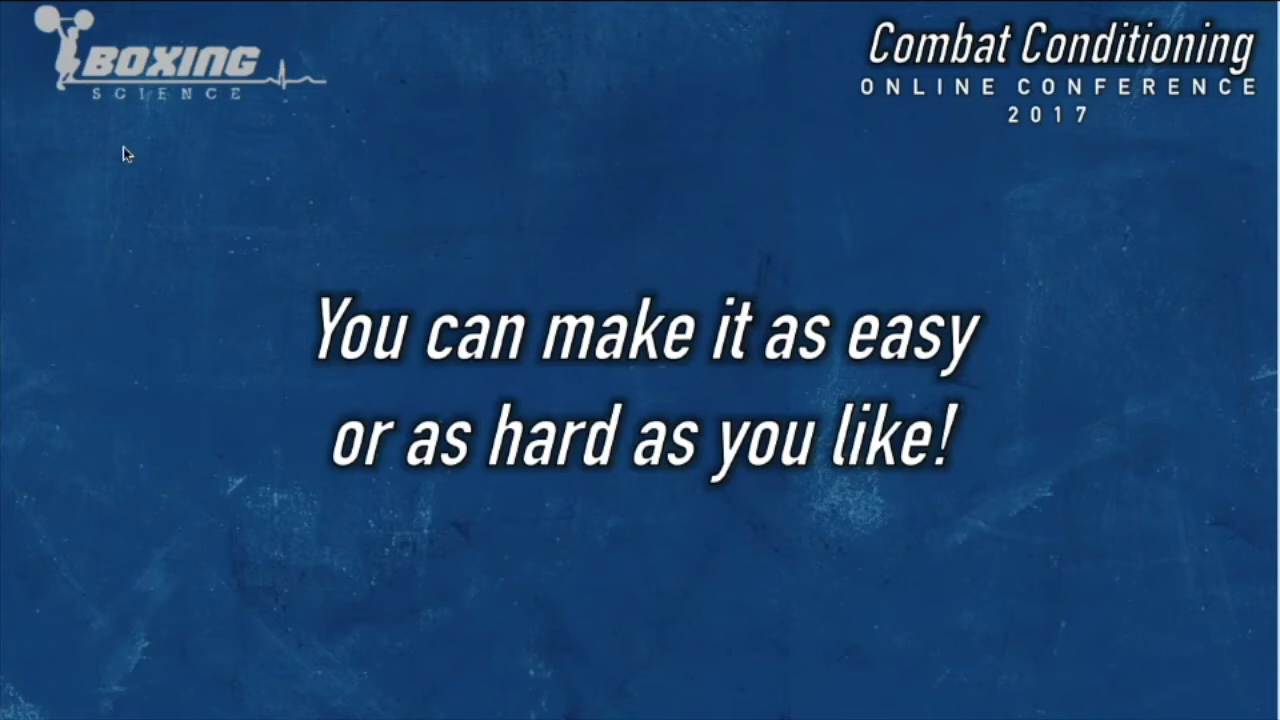 BOXING
SCIENCE
Combat Conditioning
ONLINE CONFERENCE
2017
You can make it as easy
or as hard as you like!